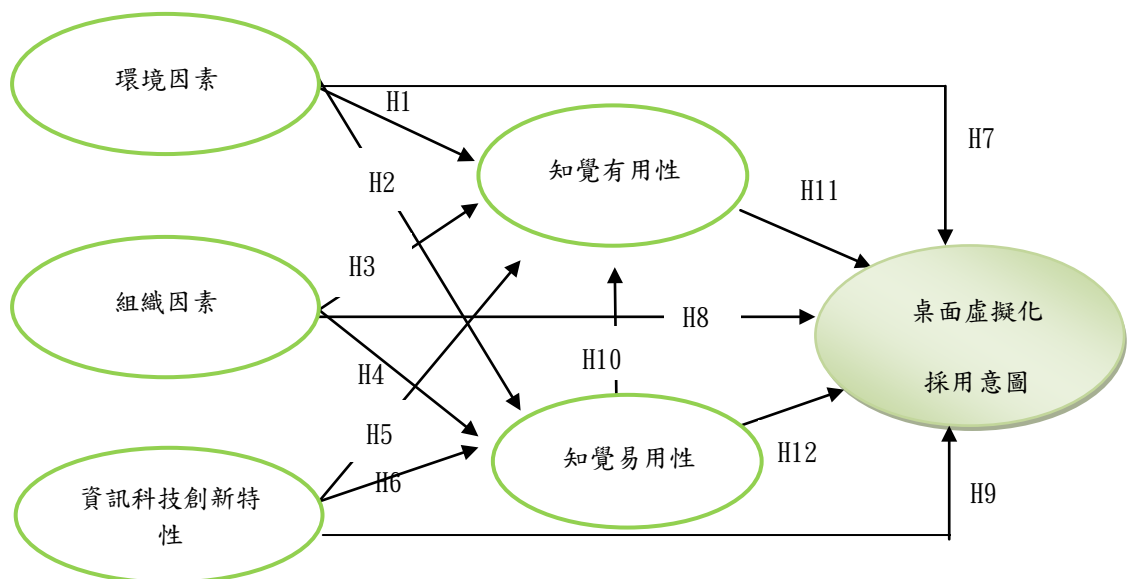 環境因素
H1
H7
知覺有用性
H2
H11
H3
組織因素
桌面虛擬化
H8
採用意圖
H10
H4
H5
知覺易用性
H12
H6
資訊科技創新特
性
H9